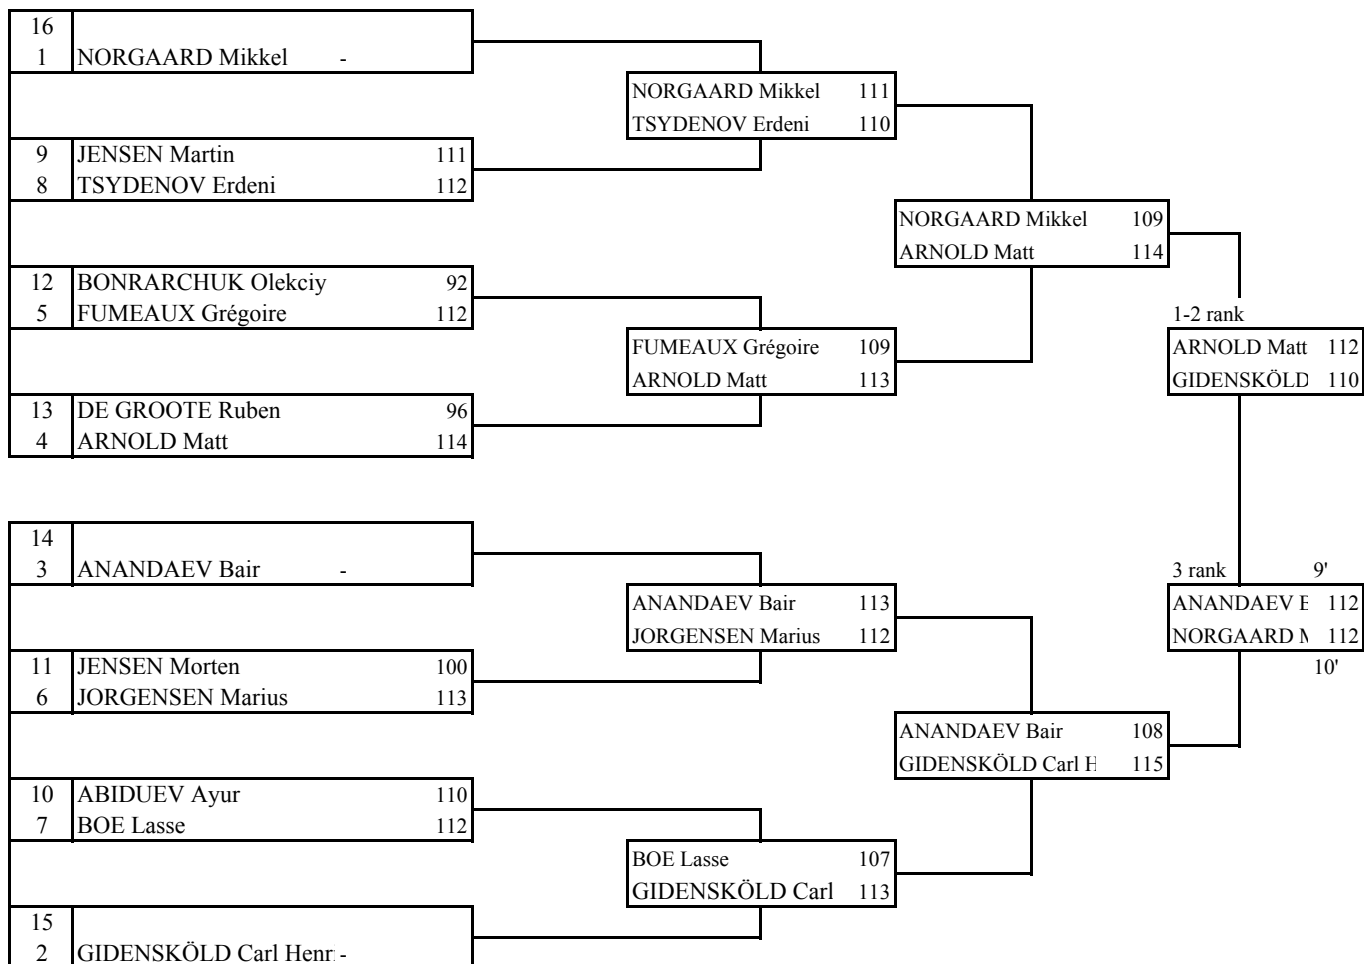 16
1 NORGAARD Mikkel -
NORGAARD Mikkel 111
TSYDENOV Erdeni 110
9 JENSEN Martin 111
8 TSYDENOV Erdeni 112
NORGAARD Mikkel 109
ARNOLD Matt 114
12 BONRARCHUK Olekciy 92
5 FUMEAUX Grégoire 112
1-2 rank
FUMEAUX Grégoire 109
ARNOLD Matt 113
ARNOLD Matt 112
GIDENSKÖLD 110
13 DE GROOTE Ruben 96
4 ARNOLD Matt 114
14
3 ANANDAEV Bair -
3 rank 9'
ANANDAEV Bair 113
JORGENSEN Marius 112
ANANDAEV E 112
NORGAARD M 112
10'
11 JENSEN Morten 100
6 JORGENSEN Marius 113
ANANDAEV Bair 108
GIDENSKÖLD Carl H 115
10 ABIDUEV Ayur 110
7 BOE Lasse 112
BOE Lasse 107
GIDENSKÖLD Carl 113
15
2 GIDENSKÖLD Carl Henr -